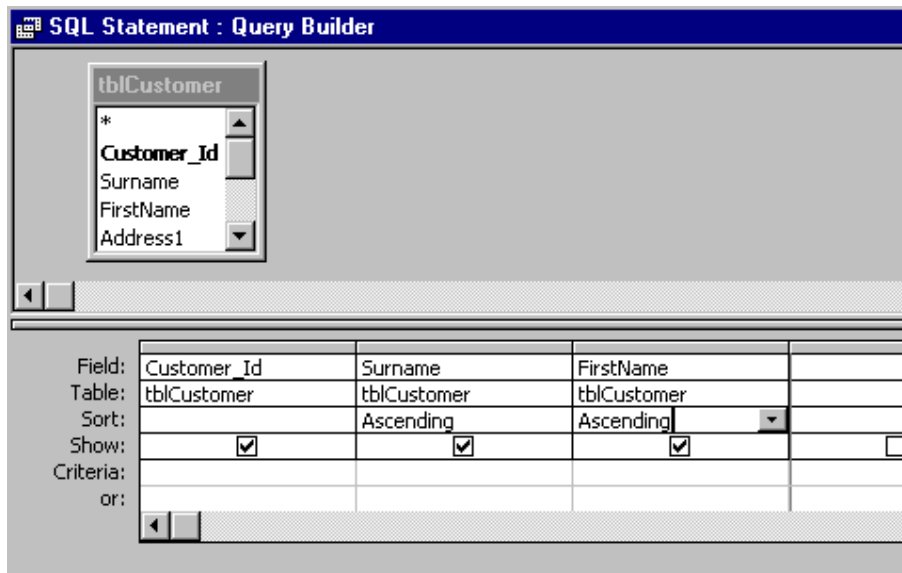 SQL Statement : Query Builder
tblCustomer
*
Customer_Id
Surname
FirstName
Address1
Field: Customer_Id Surname FirstName
Table: tblCustomer tblCustomer tblCustomer
Sort: Ascending Ascending
Show:
Criteria:
or: